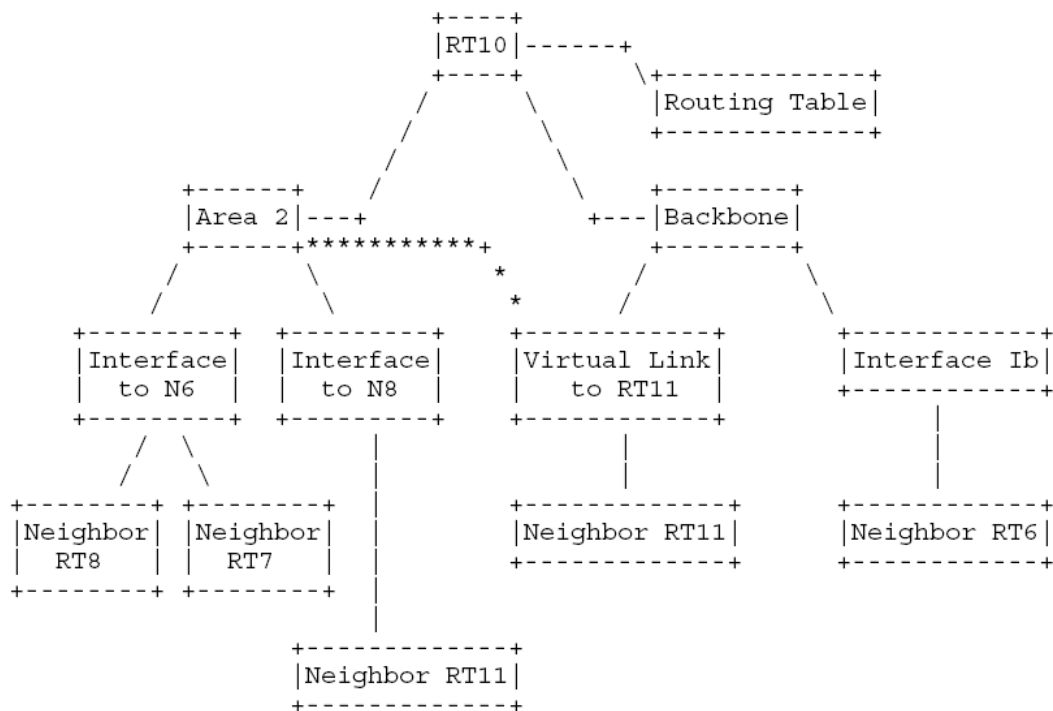 RT10
Routing Table
Area 2
Backbone
Interface to N6
Interface to N8
Virtual Link to RT11
Interface Ib
Neighbor RT8
Neighbor RT7
Neighbor RT11
Neighbor RT6
Neighbor RT11